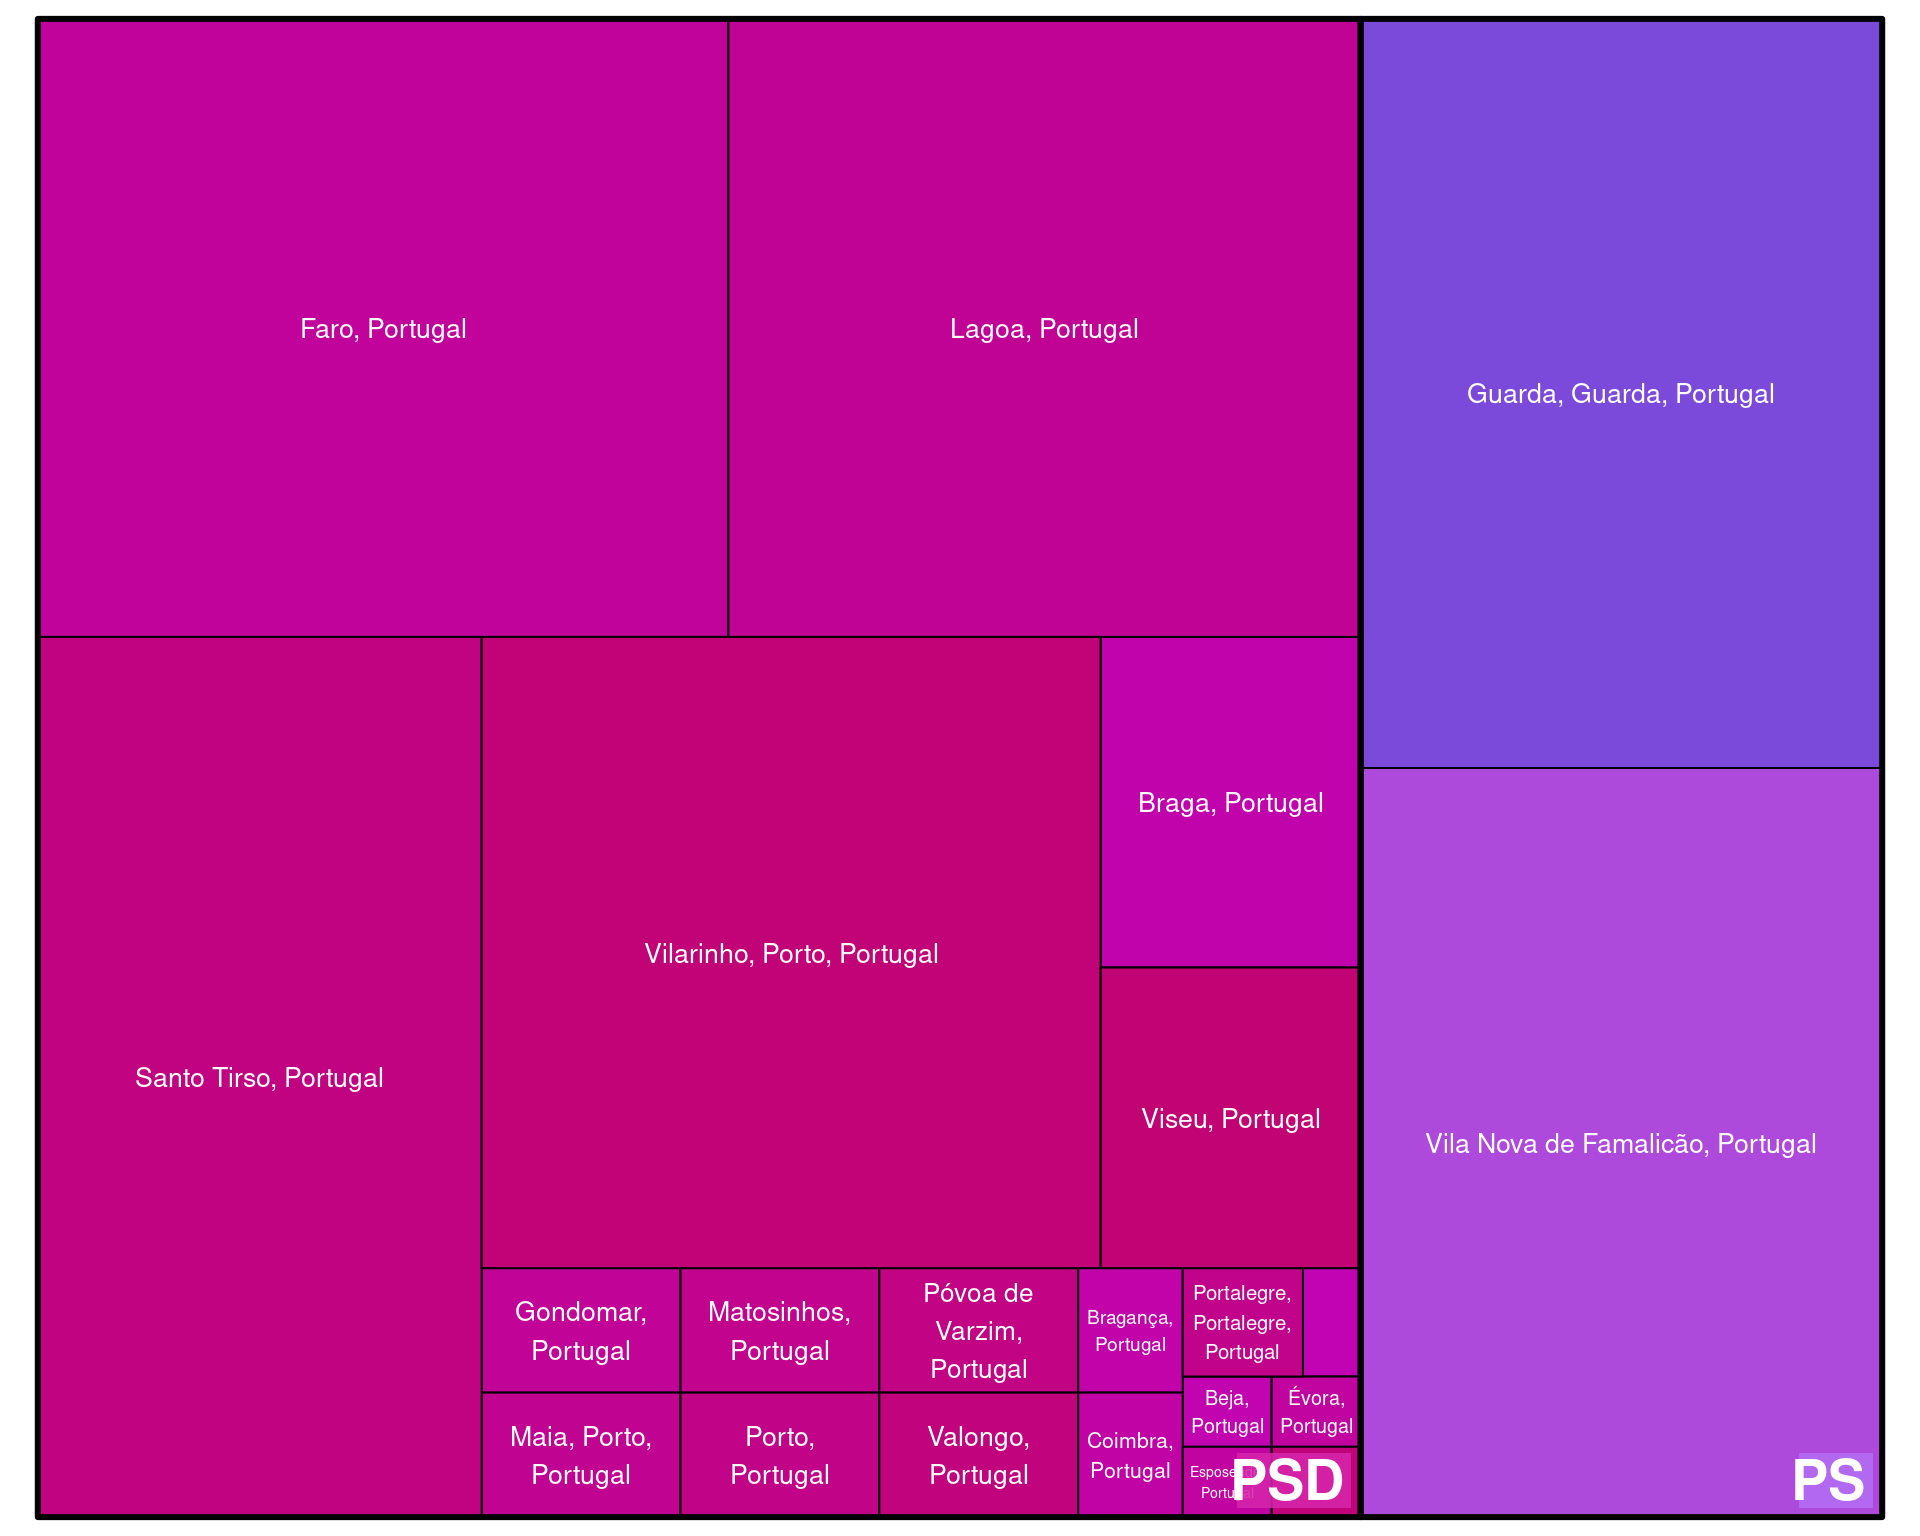 Faro, Portugal
Lagoa, Portugal
Guarda, Guarda, Portugal
Braga, Portugal
Vilarinho, Porto, Portugal
Santo Tirso, Portugal
Viseu, Portugal
Vila Nova de Famalicão, Portugal
Gondomar,
Portugal
Matosinhos,
Portugal
Póvoa de
Varzim,
Portugal
Bragança,
Portugal
Portalegre,
Portalegre,
Portugal
Maia, Porto,
Portugal
Porto,
Portugal
Valongo,
Portugal
Coimbra,
Portugal
Beja,
Portugal
Évora,
Portugal
Portugal
PSD
PS